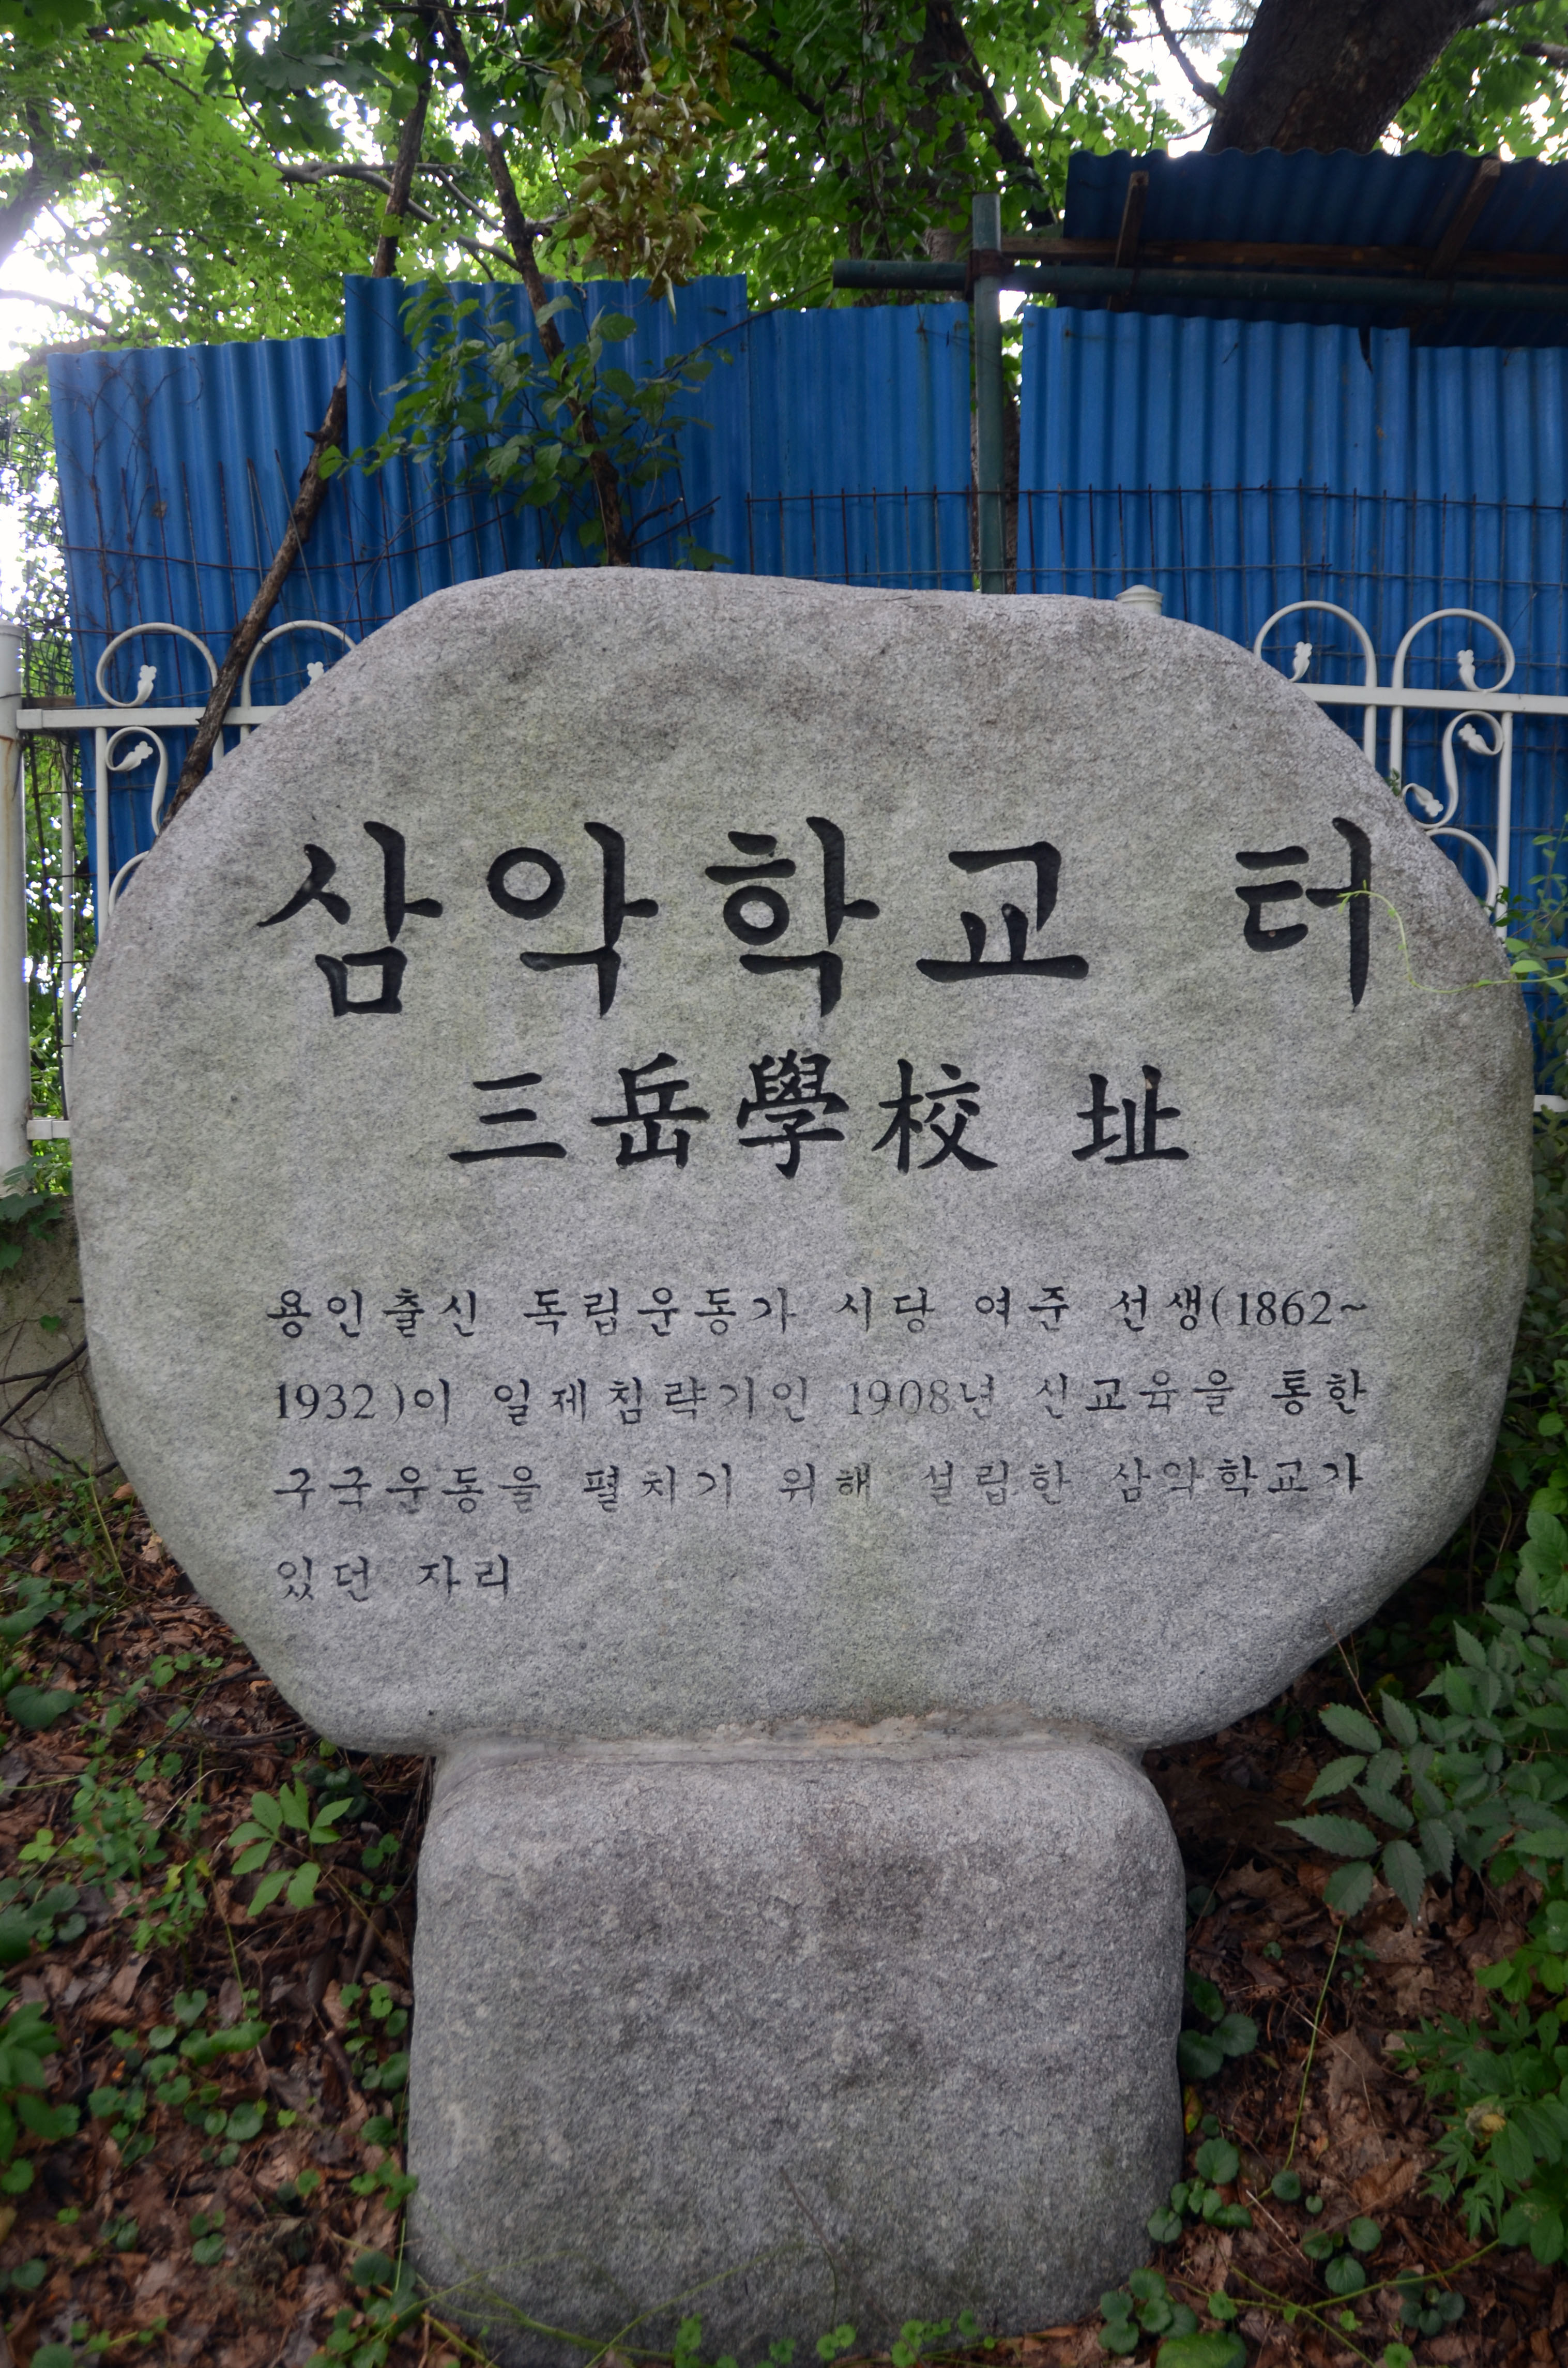 삼악학교 터
三岳學校 址
용인출신 독립운동가 시당 여준 선생(1862~
1932)이 일제침략기인 1908년 신교육을 통한
구국운동을 펼치기 위해 설립한 삼악학교가
있던 자리